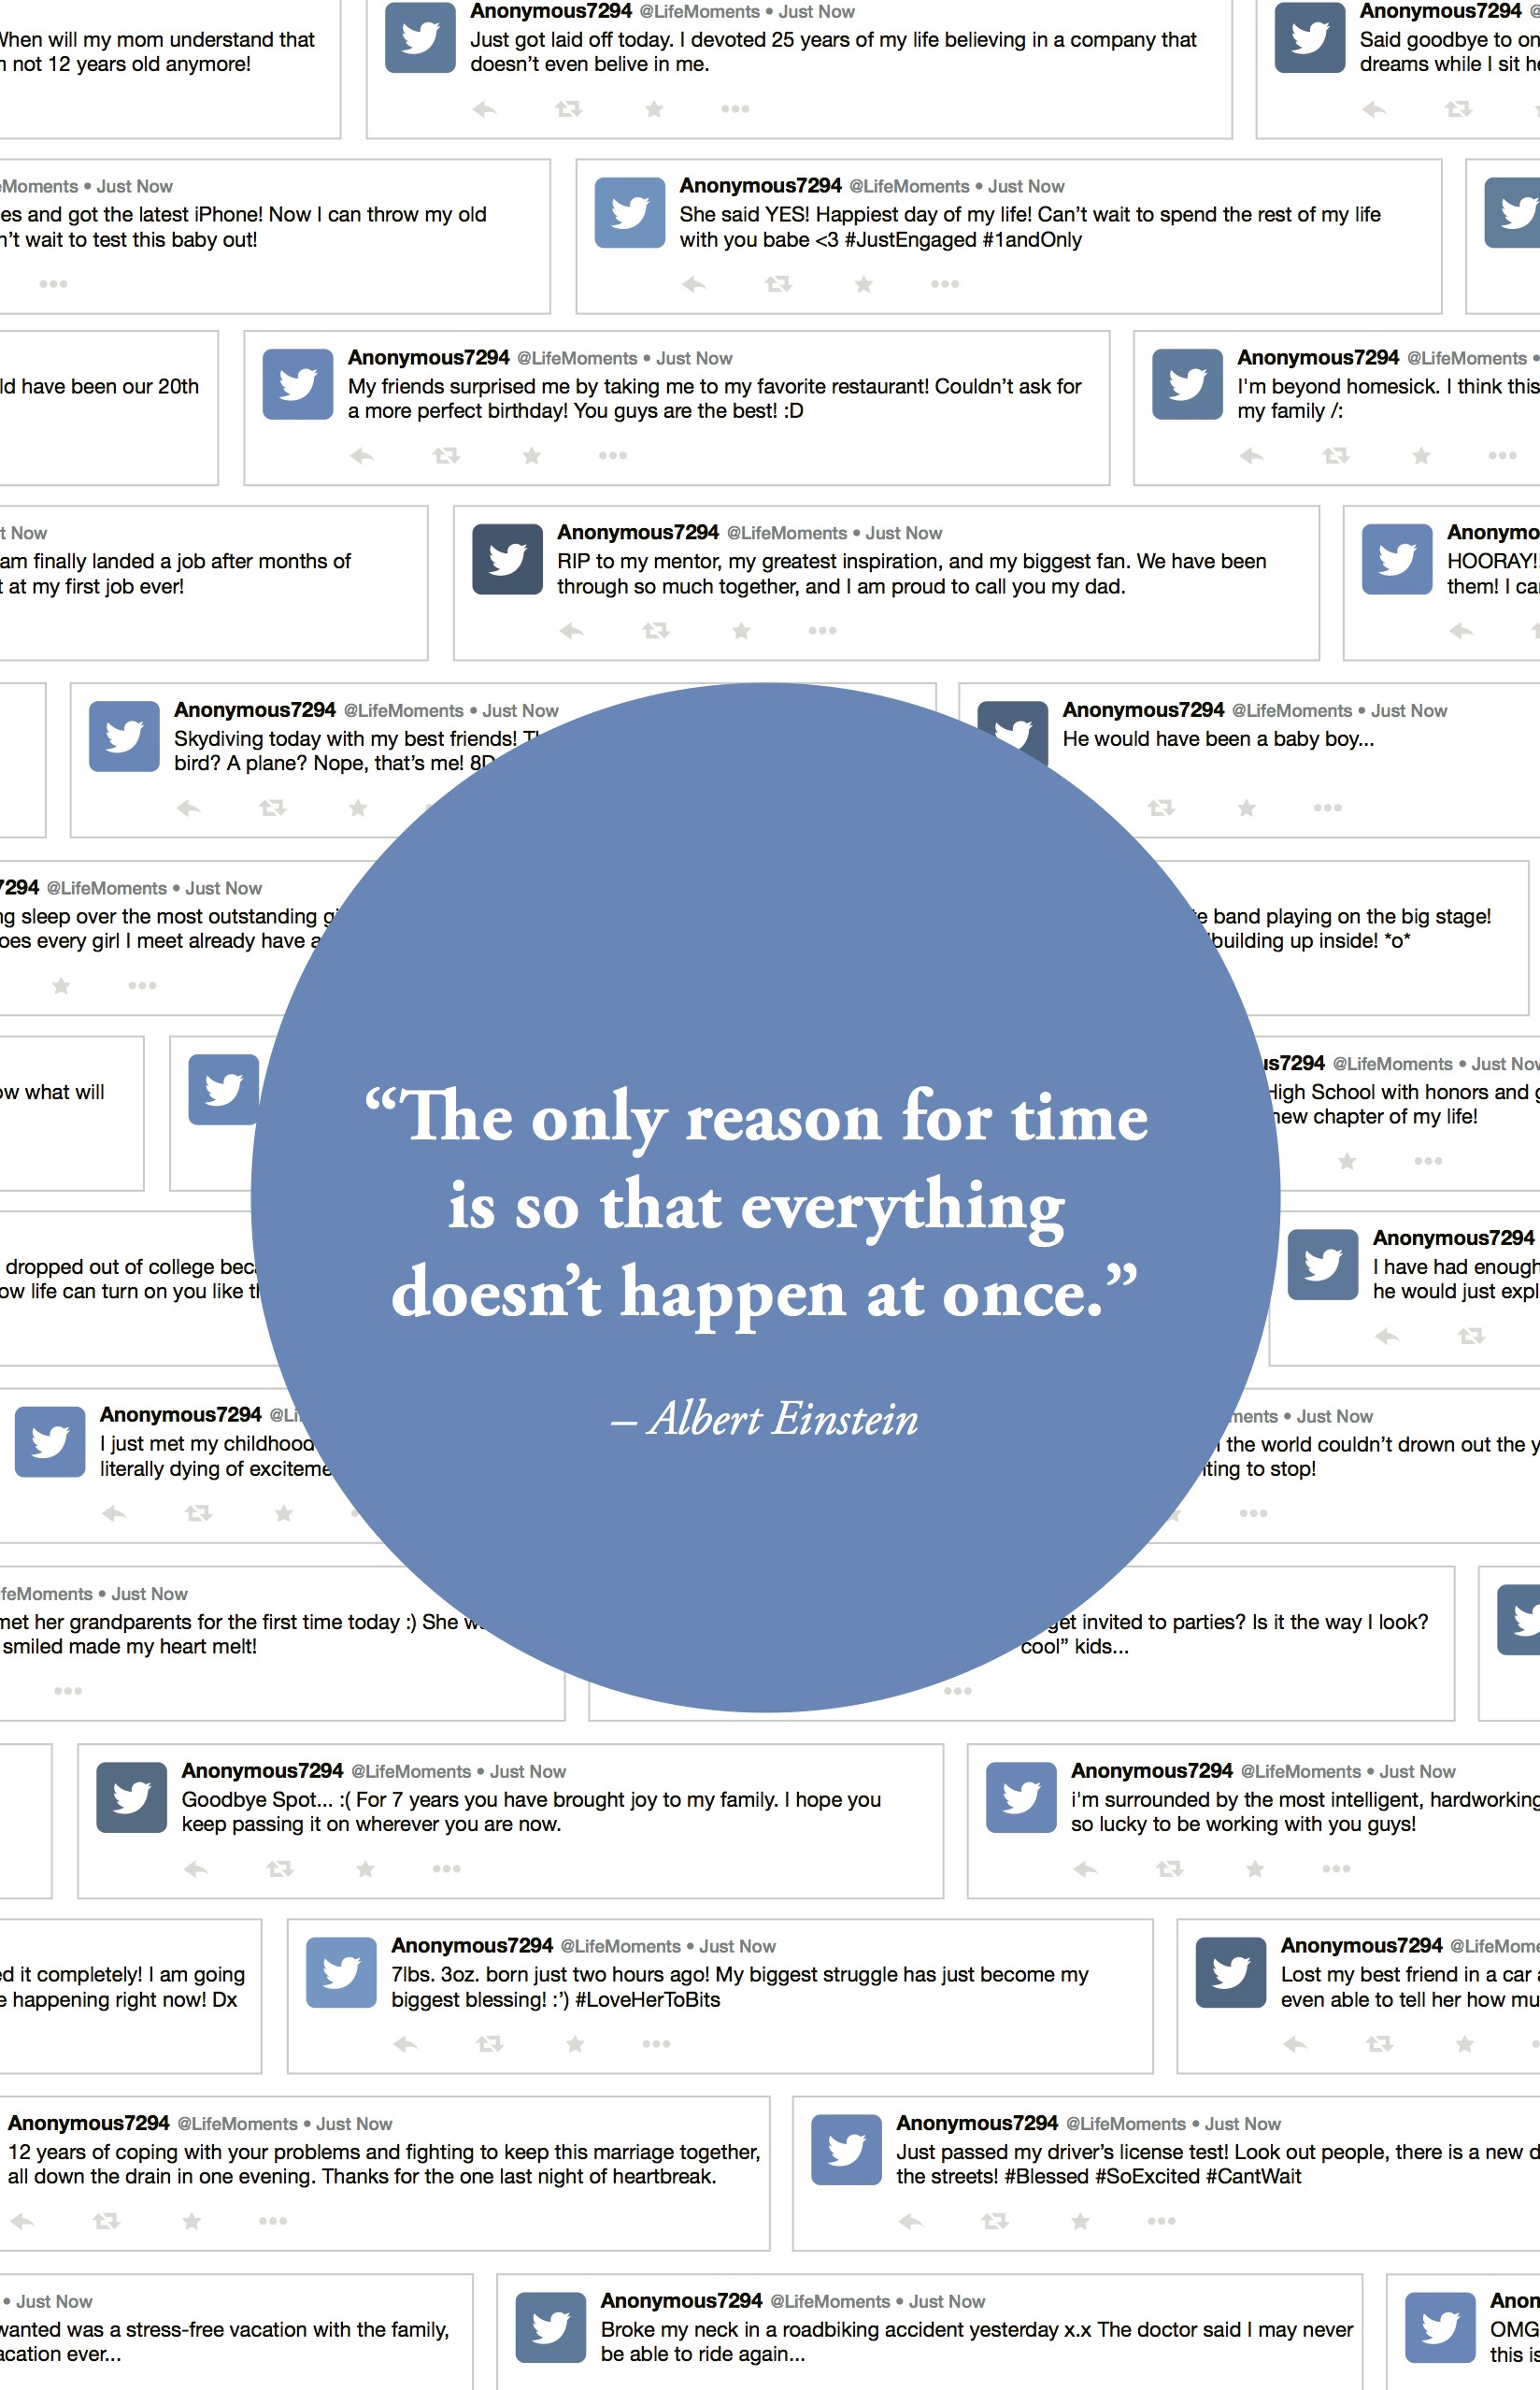 Anonymous7294 @LifeMoments • Just Now
Anonymous7294
When will my mom understand that
Just got laid off today. I devoted 25 years of my life believing in a company that
Said goodbye to
not 12 years old anymore!
doesn’t even belive in me.
dreams while I sit
Moments • Just Now
Anonymous7294 @LifeMoments • Just Now
and got the latest iPhone! Now I can throw my old
She said YES! Happiest day of my life! Can’t wait to spend the rest of my life
wait to test this baby out!
with you babe <3 #JustEngaged #1andOnly
Anonymous7294 @LifeMoments • Just Now
Anonymous7294 @LifeMoments •
have been our 20th
My friends surprised me by taking me to my favorite restaurant! Couldn’t ask for
I'm beyond homesick. I think this
a more perfect birthday! You guys are the best! :D
my family /:
Now
Anonymous7294 @LifeMoments • Just Now
Anonymo
am finally landed a job after months of
RIP to my mentor, my greatest inspiration, and my biggest fan. We have been
HOORAY!
at my first job ever!
through so much together, and I am proud to call you my dad.
them! I
Anonymous7294 @LifeMoments • Just Now
Anonymous7294 @LifeMoments • Just Now
Skydiving today with my best friends!
He would have been a baby boy...
bird? A plane? Nope, that’s me! 8D
7294 @LifeMoments • Just Now
sleep over the most outstanding
band playing on the big stage!
every girl I meet already have
building up inside! *o*
“The only reason for time
is so that everything
doesn’t happen at once.”
– Albert Einstein
what will
us7294 @LifeMoments • Just Now
High School with honors and
new chapter of my life!
Anonymous7294
dropped out of college
I have had enough
life can turn on you like
he would just
Anonymous7294
ments • Just Now
I just met my childhood
the world couldn’t drown out the
literally dying of
to stop!
feMoments • Just Now
met her grandparents for the first time today :) She
get invited to parties? Is it the way I look?
smiled made my heart melt!
cool” kids...
Anonymous7294 @LifeMoments • Just Now
Anonymous7294 @LifeMoments • Just Now
Goodbye Spot... :( For 7 years you have brought joy to my family. I hope you
i'm surrounded by the most intelligent, hardworking
keep passing it on wherever you are now.
so lucky to be working with you guys!
Anonymous7294 @LifeMoments • Just Now
Anonymous7294 @LifeMome
it completely! I am going
7lbs. 3oz. born just two hours ago! My biggest struggle has just become my
Lost my best friend in a car
happening right now! Dx
biggest blessing! :’) #LoveHerToBits
even able to tell her how
Anonymous7294 @LifeMoments • Just Now
Anonymous7294 @LifeMoments • Just Now
12 years of coping with your problems and fighting to keep this marriage together,
Just passed my driver’s license test! Look out people, there is a new
all down the drain in one evening. Thanks for the one last night of heartbreak.
the streets! #Blessed #SoExcited #CantWait
• Just Now
Anonymous7294 @LifeMoments • Just Now
Anon
wanted was a stress-free vacation with the family,
Broke my neck in a roadbiking accident yesterday x.x The doctor said I may never
OMG
ever...
be able to ride again...
this